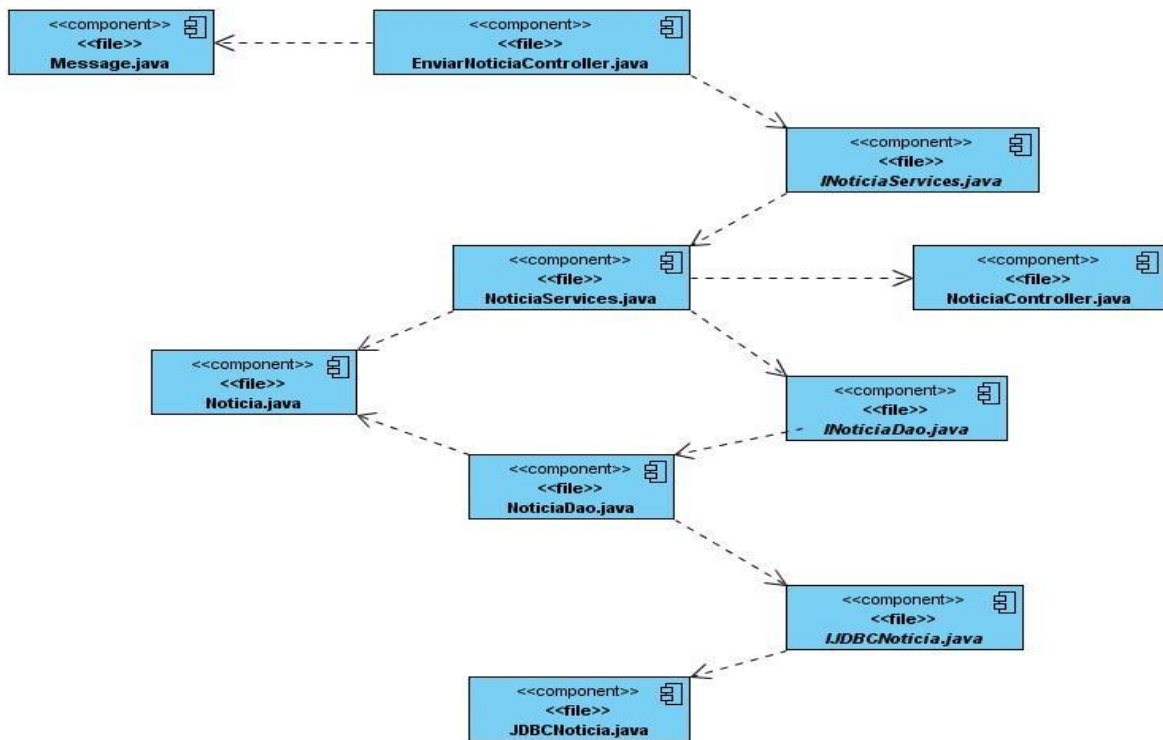 <<component>>
<<file>>
Message.java
<<component>>
<<file>>
EnviarNoticiaController.java
<<component>>
<<file>>
INoticiaServices.java
<<component>>
<<file>>
NoticiaServices.java
<<component>>
<<file>>
NoticiaController.java
<<component>>
<<file>>
Noticia.java
<<component>>
<<file>>
INoticiaDao.java
<<component>>
<<file>>
NoticiaDao.java
<<component>>
<<file>>
IJDBCNoticia.java
<<component>>
<<file>>
JDBCNoticia.java